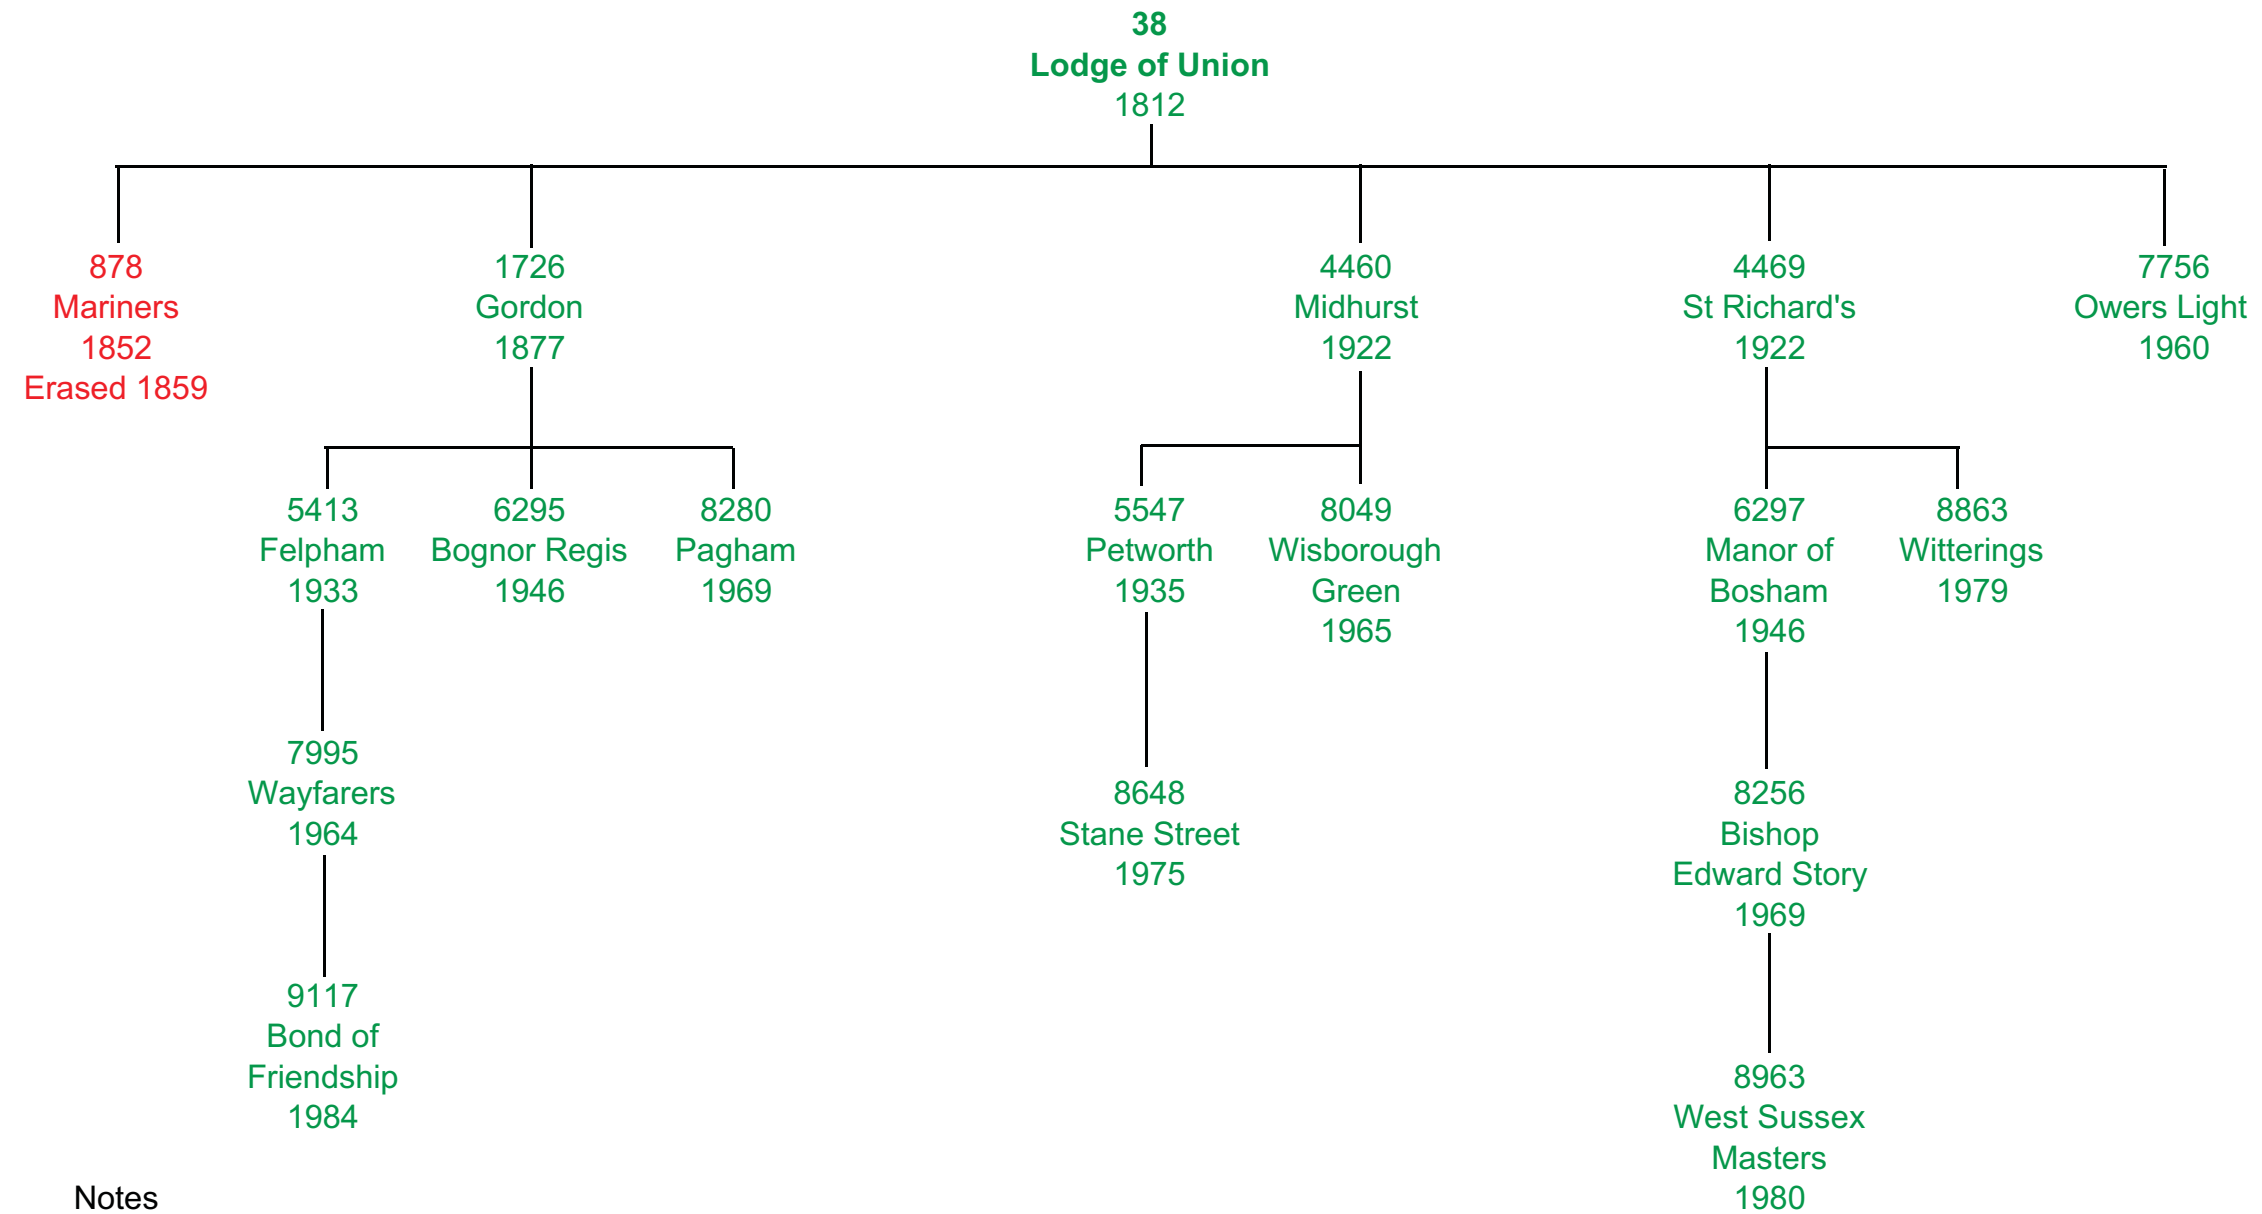 38
Lodge of Union
1812
878
Mariners
1852
Erased 1859
1726
Gordon
1877
4460
Midhurst
1922
4469
St Richard's
1922
7756
Owers Light
1960
5413
Felpham
1933
6295
Bognor Regis
1946
8280
Pagham
1969
5547
Petworth
1935
8049
Wisborough
Green
1965
6297
Manor of
Bosham
1946
8863
Witterings
1979
7995
Wayfarers
1964
8648
Stane Street
1975
8256
Bishop
Edward Story
1969
9117
Bond of
Friendship
1984
8963
West Sussex
Masters
1980
Notes